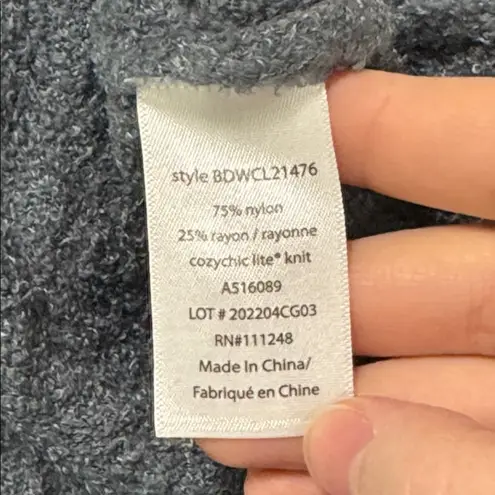 style BDWCL21476
75% nylon
25% rayon / rayonne
cozychic lite® knit
A516089
LOT # 202204CG03
RN#111248
Made In China/
Fabriqué en Chine